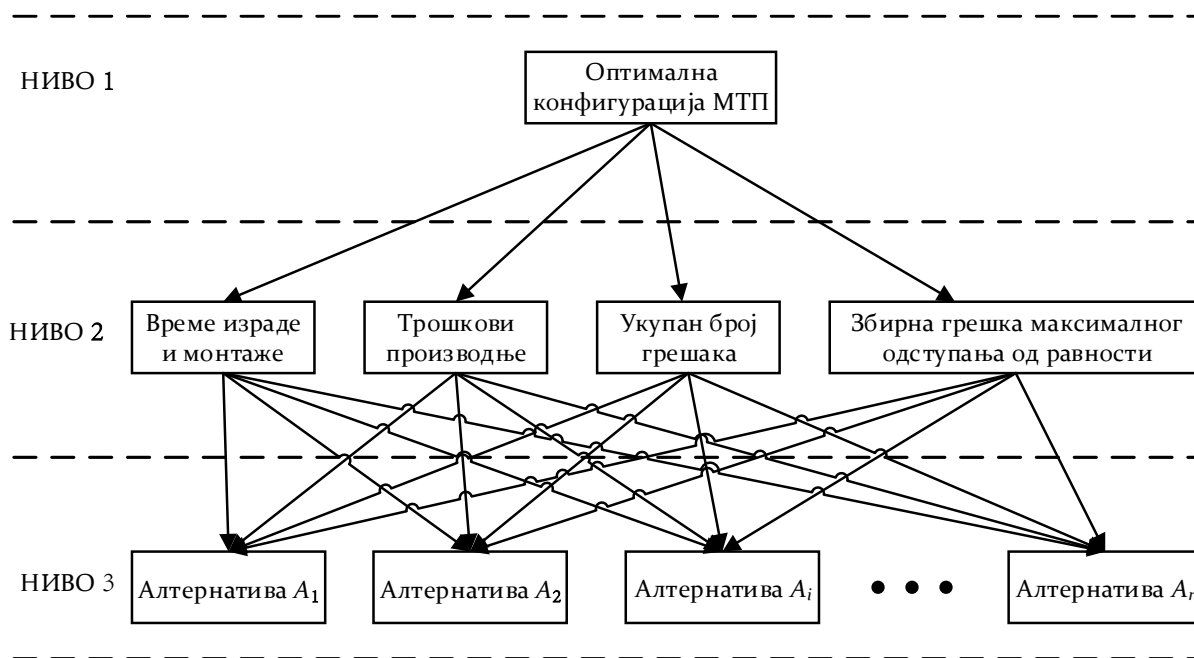 НИВО 1
Оптимална
конфигурација МТП
НИВО 2
Време израде
и монтаже
Трошкови
производње
Укупан број
грешака
Збирна грешка максималног
одступања од равности
НИВО 3
Алтернатива A₁
Алтернатива A₂
Алтернатива Aᵢ
• • •
Алтернатива Aₙ